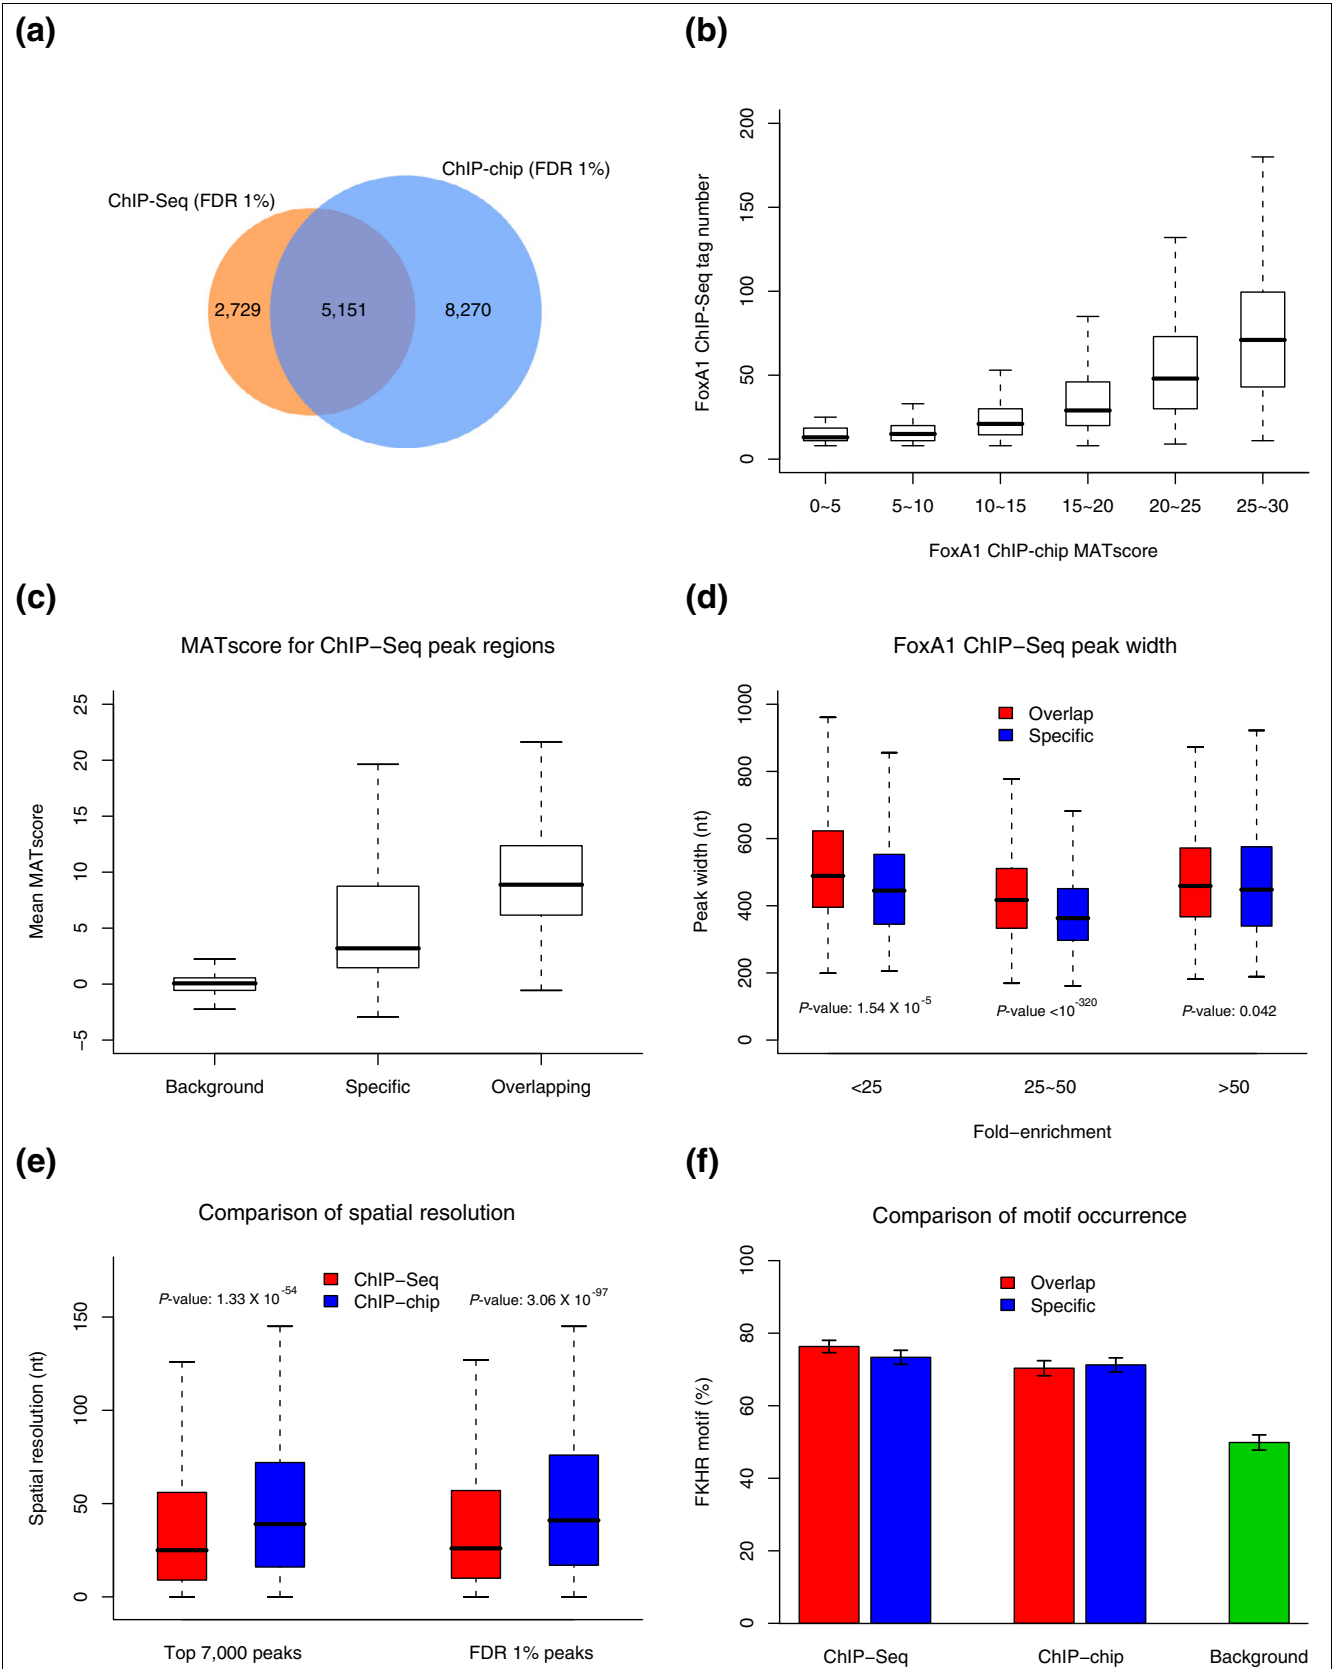 (a)
ChIP-Seq (FDR 1%)
ChIP-chip (FDR 1%)
2,729
5,151
8,270
(b)
FoxA1 ChIP-Seq tag number
200
150
100
50
0
0~5
5~10
10~15
15~20
20~25
25~30
FoxA1 ChIP-chip MATscore
(c)
MATscore for ChIP−Seq peak regions
Mean MATscore
25
20
15
10
5
0
−5
Background
Specific
Overlapping
(d)
FoxA1 ChIP−Seq peak width
Peak width (nt)
1000
800
600
400
200
0
Overlap
Specific
P-value: 1.54 X 10-5
P-value <10-320
P-value: 0.042
<25
25~50
>50
Fold−enrichment
(e)
Comparison of spatial resolution
Spatial resolution (nt)
150
100
50
0
ChIP−Seq
ChIP−chip
P-value: 1.33 X 10-54
P-value: 3.06 X 10-97
Top 7,000 peaks
FDR 1% peaks
(f)
Comparison of motif occurrence
FKHR motif (%)
100
80
60
40
20
0
Overlap
Specific
ChIP−Seq
ChIP−chip
Background